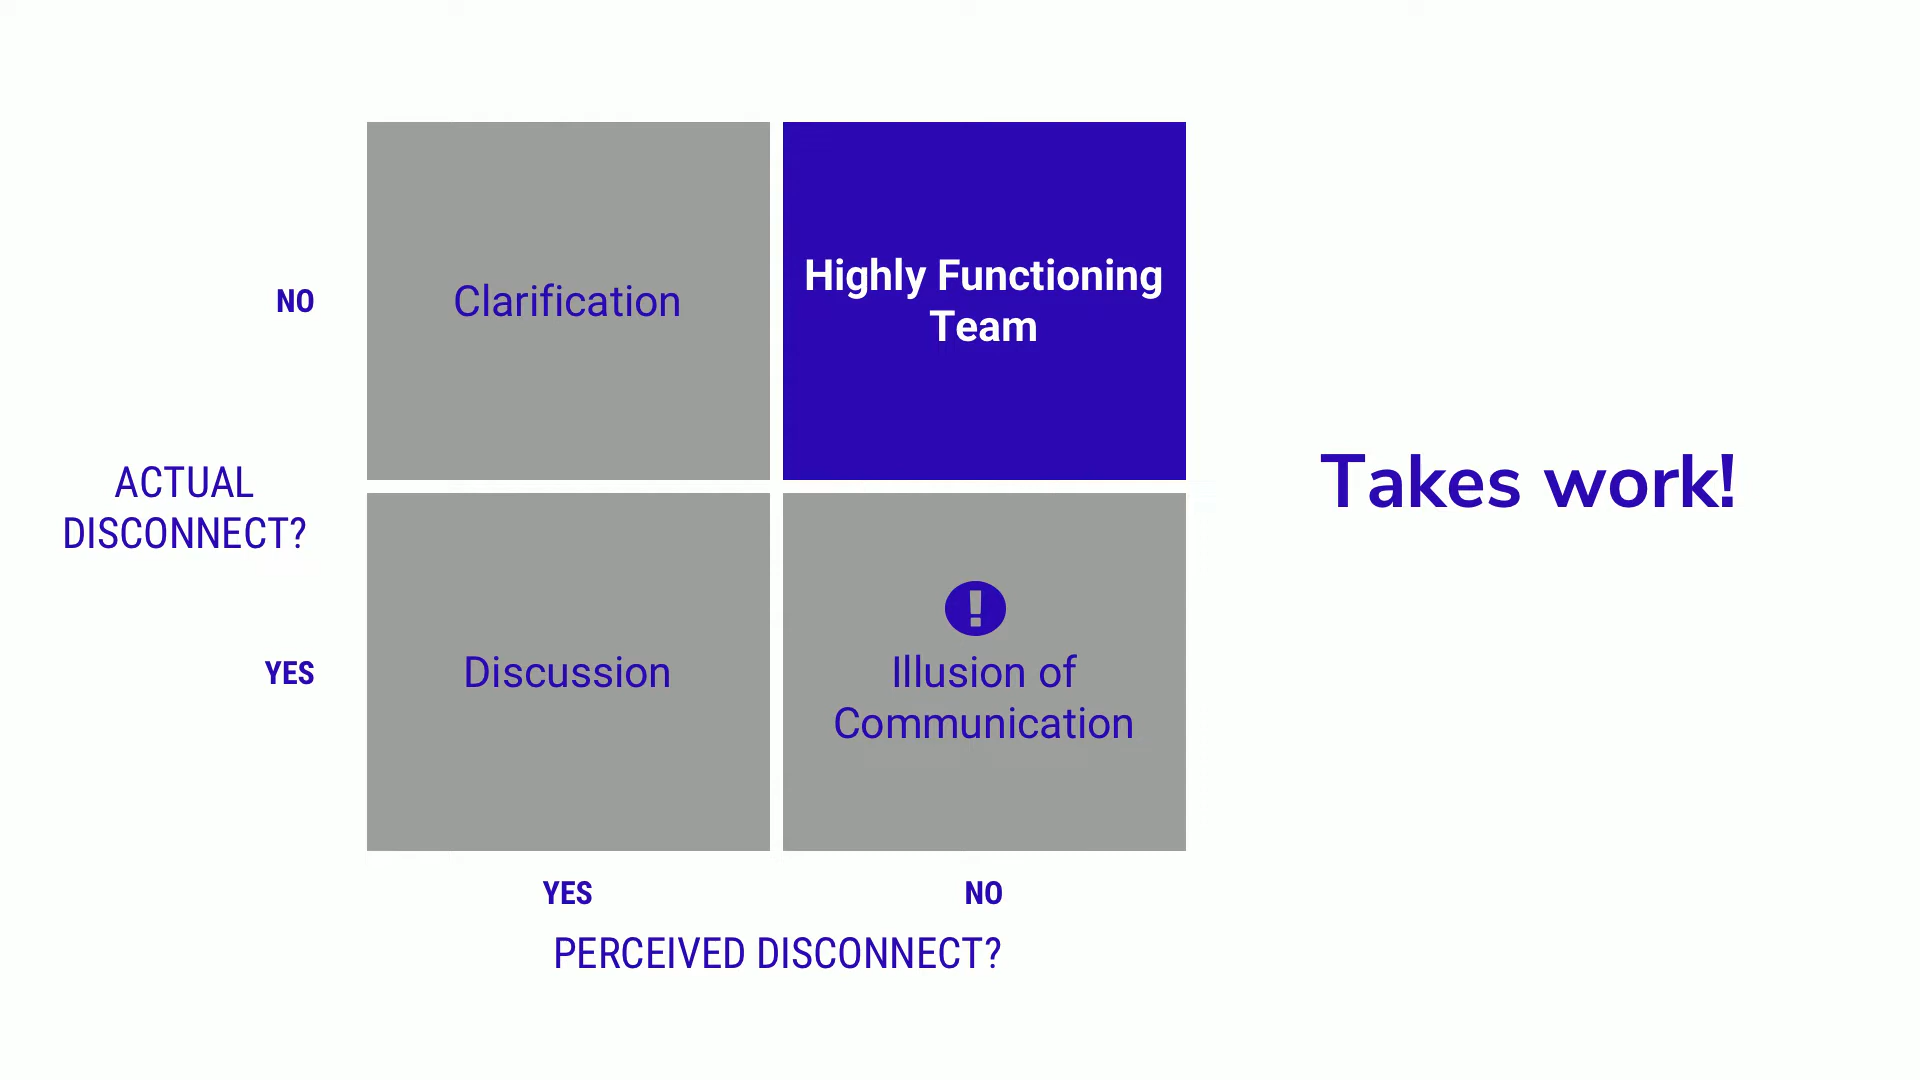 NO
Clarification
Highly Functioning
Team
ACTUAL
DISCONNECT?
Takes work!
YES
Discussion
!
Illusion of
Communication
YES
NO
PERCEIVED DISCONNECT?